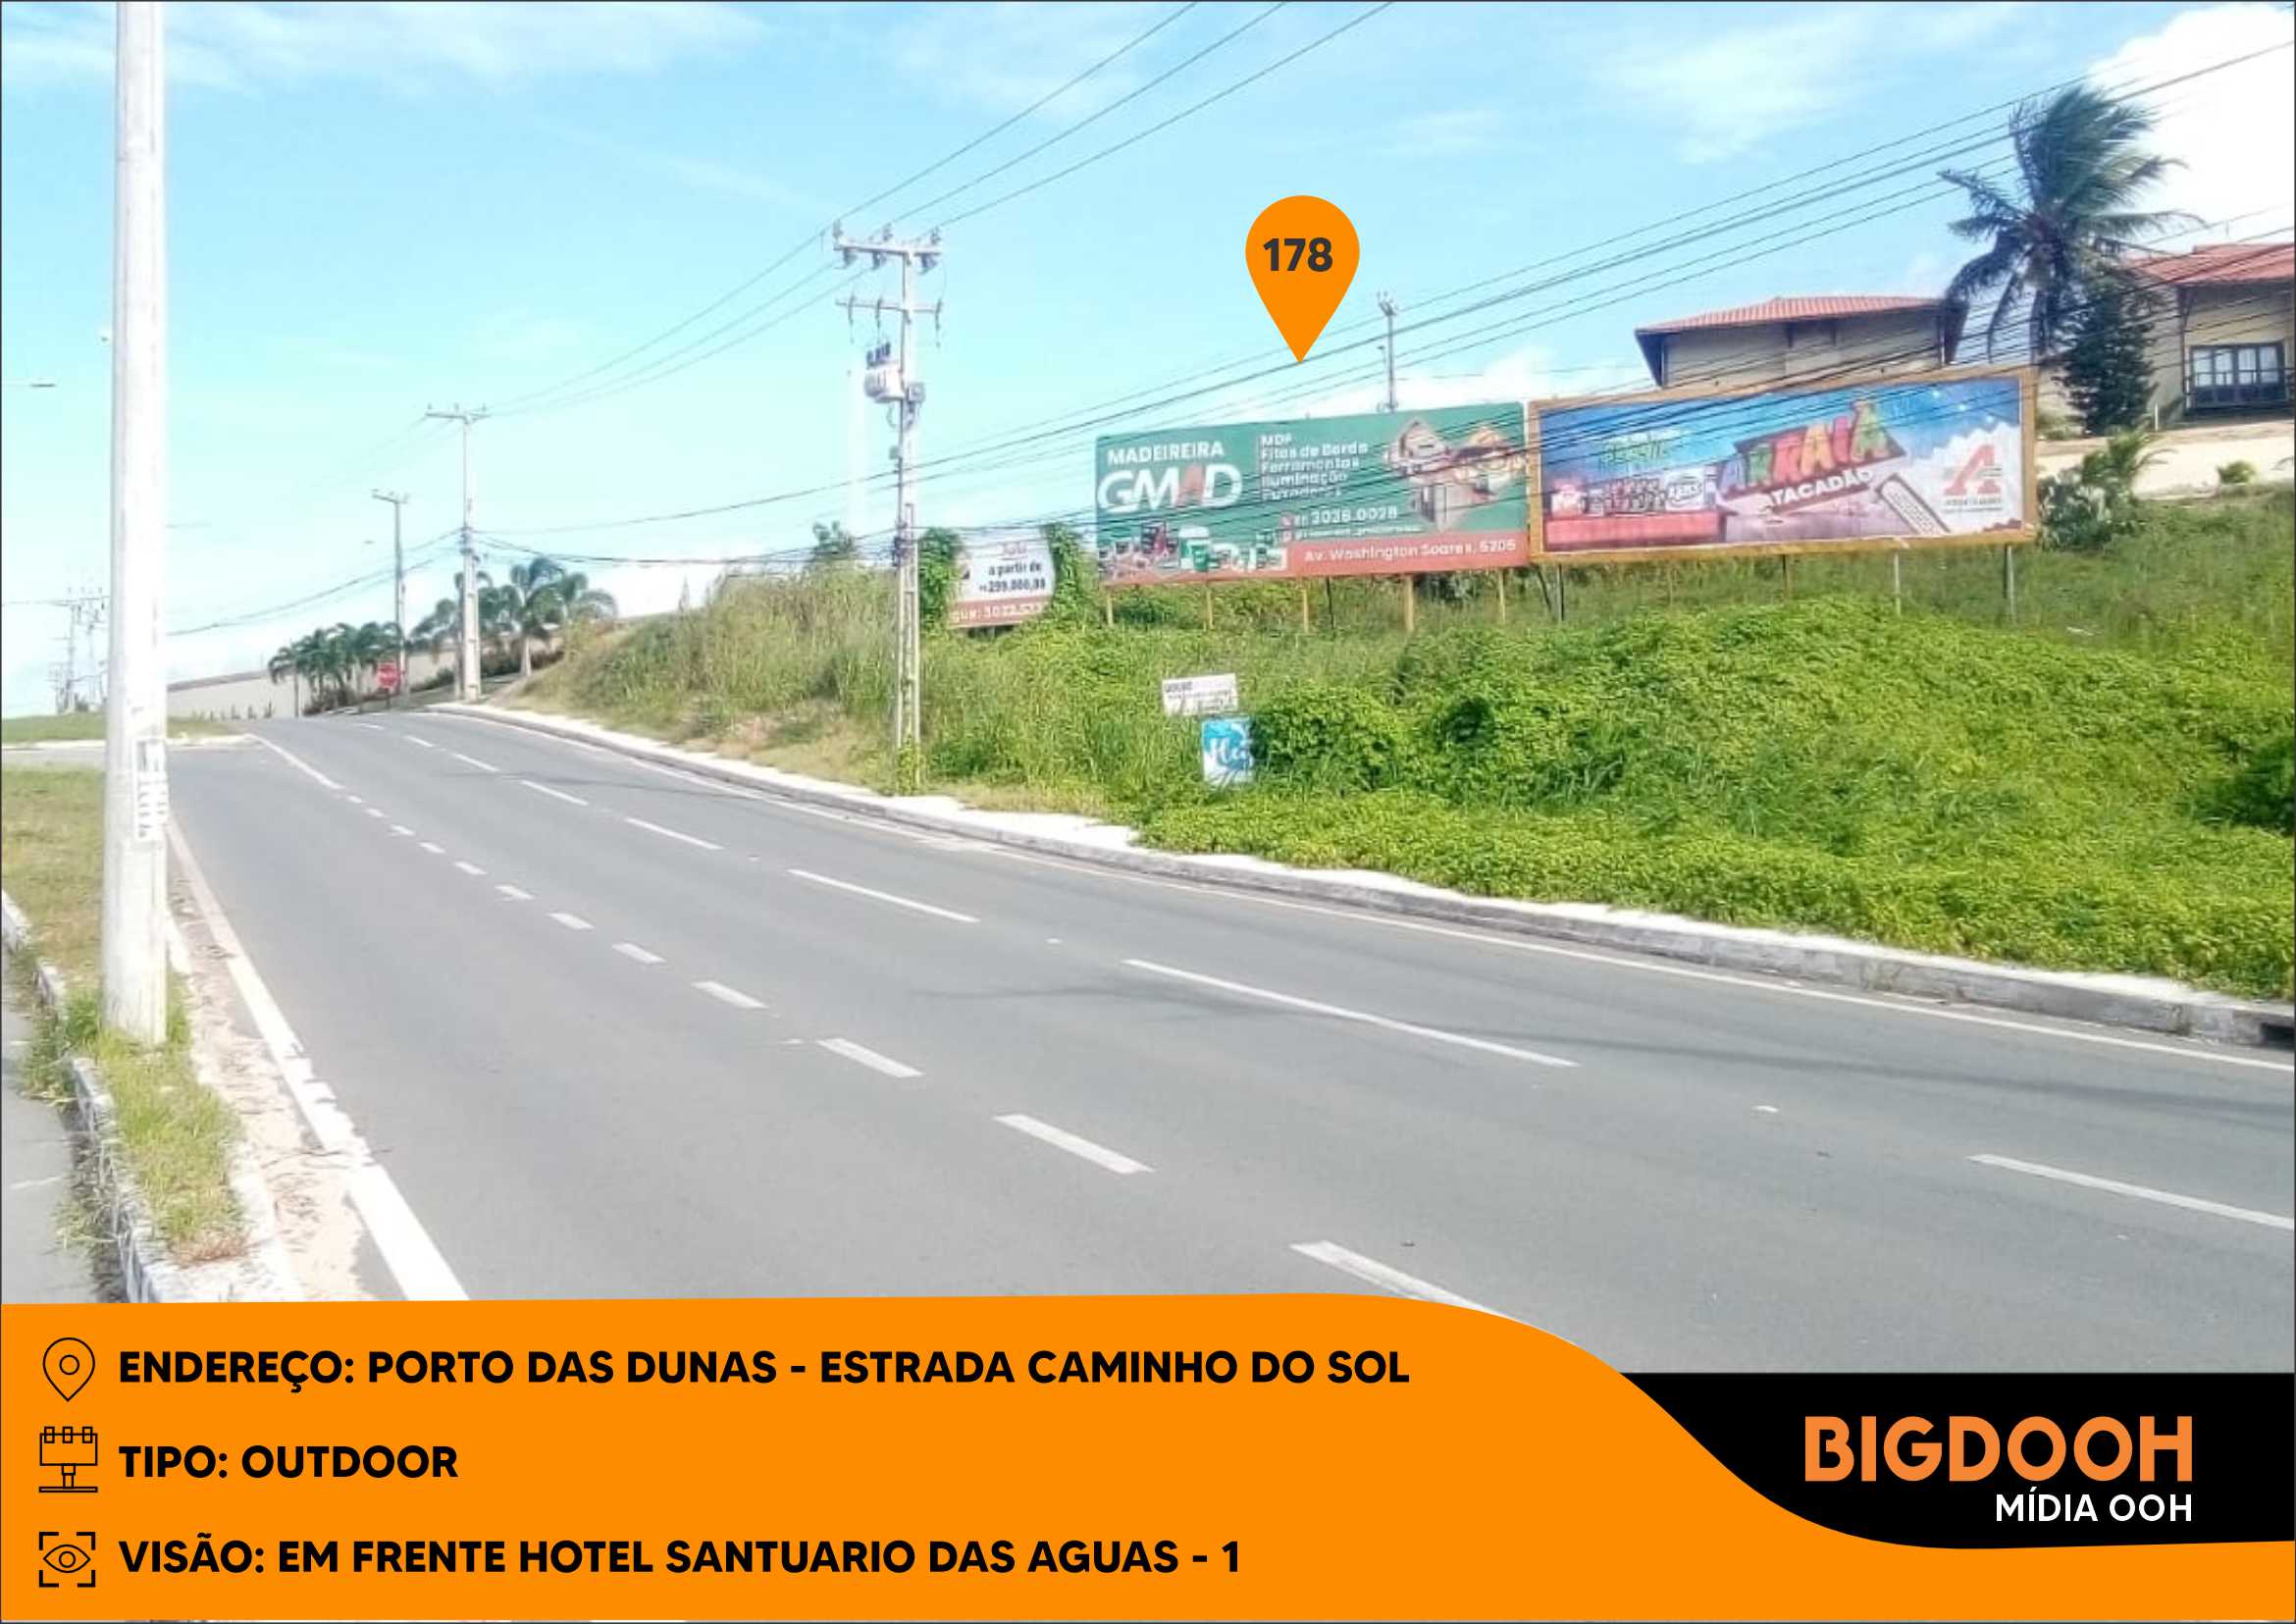 178
MADEIREIRA
GMAD
MDF
Fitas de Borda
Ferramentas
Iluminação
3036.0028
Av. Washington Soares, 5205
ARRAIÁ
ATACADÃO
a partir de
ENDEREÇO: PORTO DAS DUNAS - ESTRADA CAMINHO DO SOL
TIPO: OUTDOOR
VISÃO: EM FRENTE HOTEL SANTUARIO DAS AGUAS - 1
BIGDOOH
MÍDIA OOH